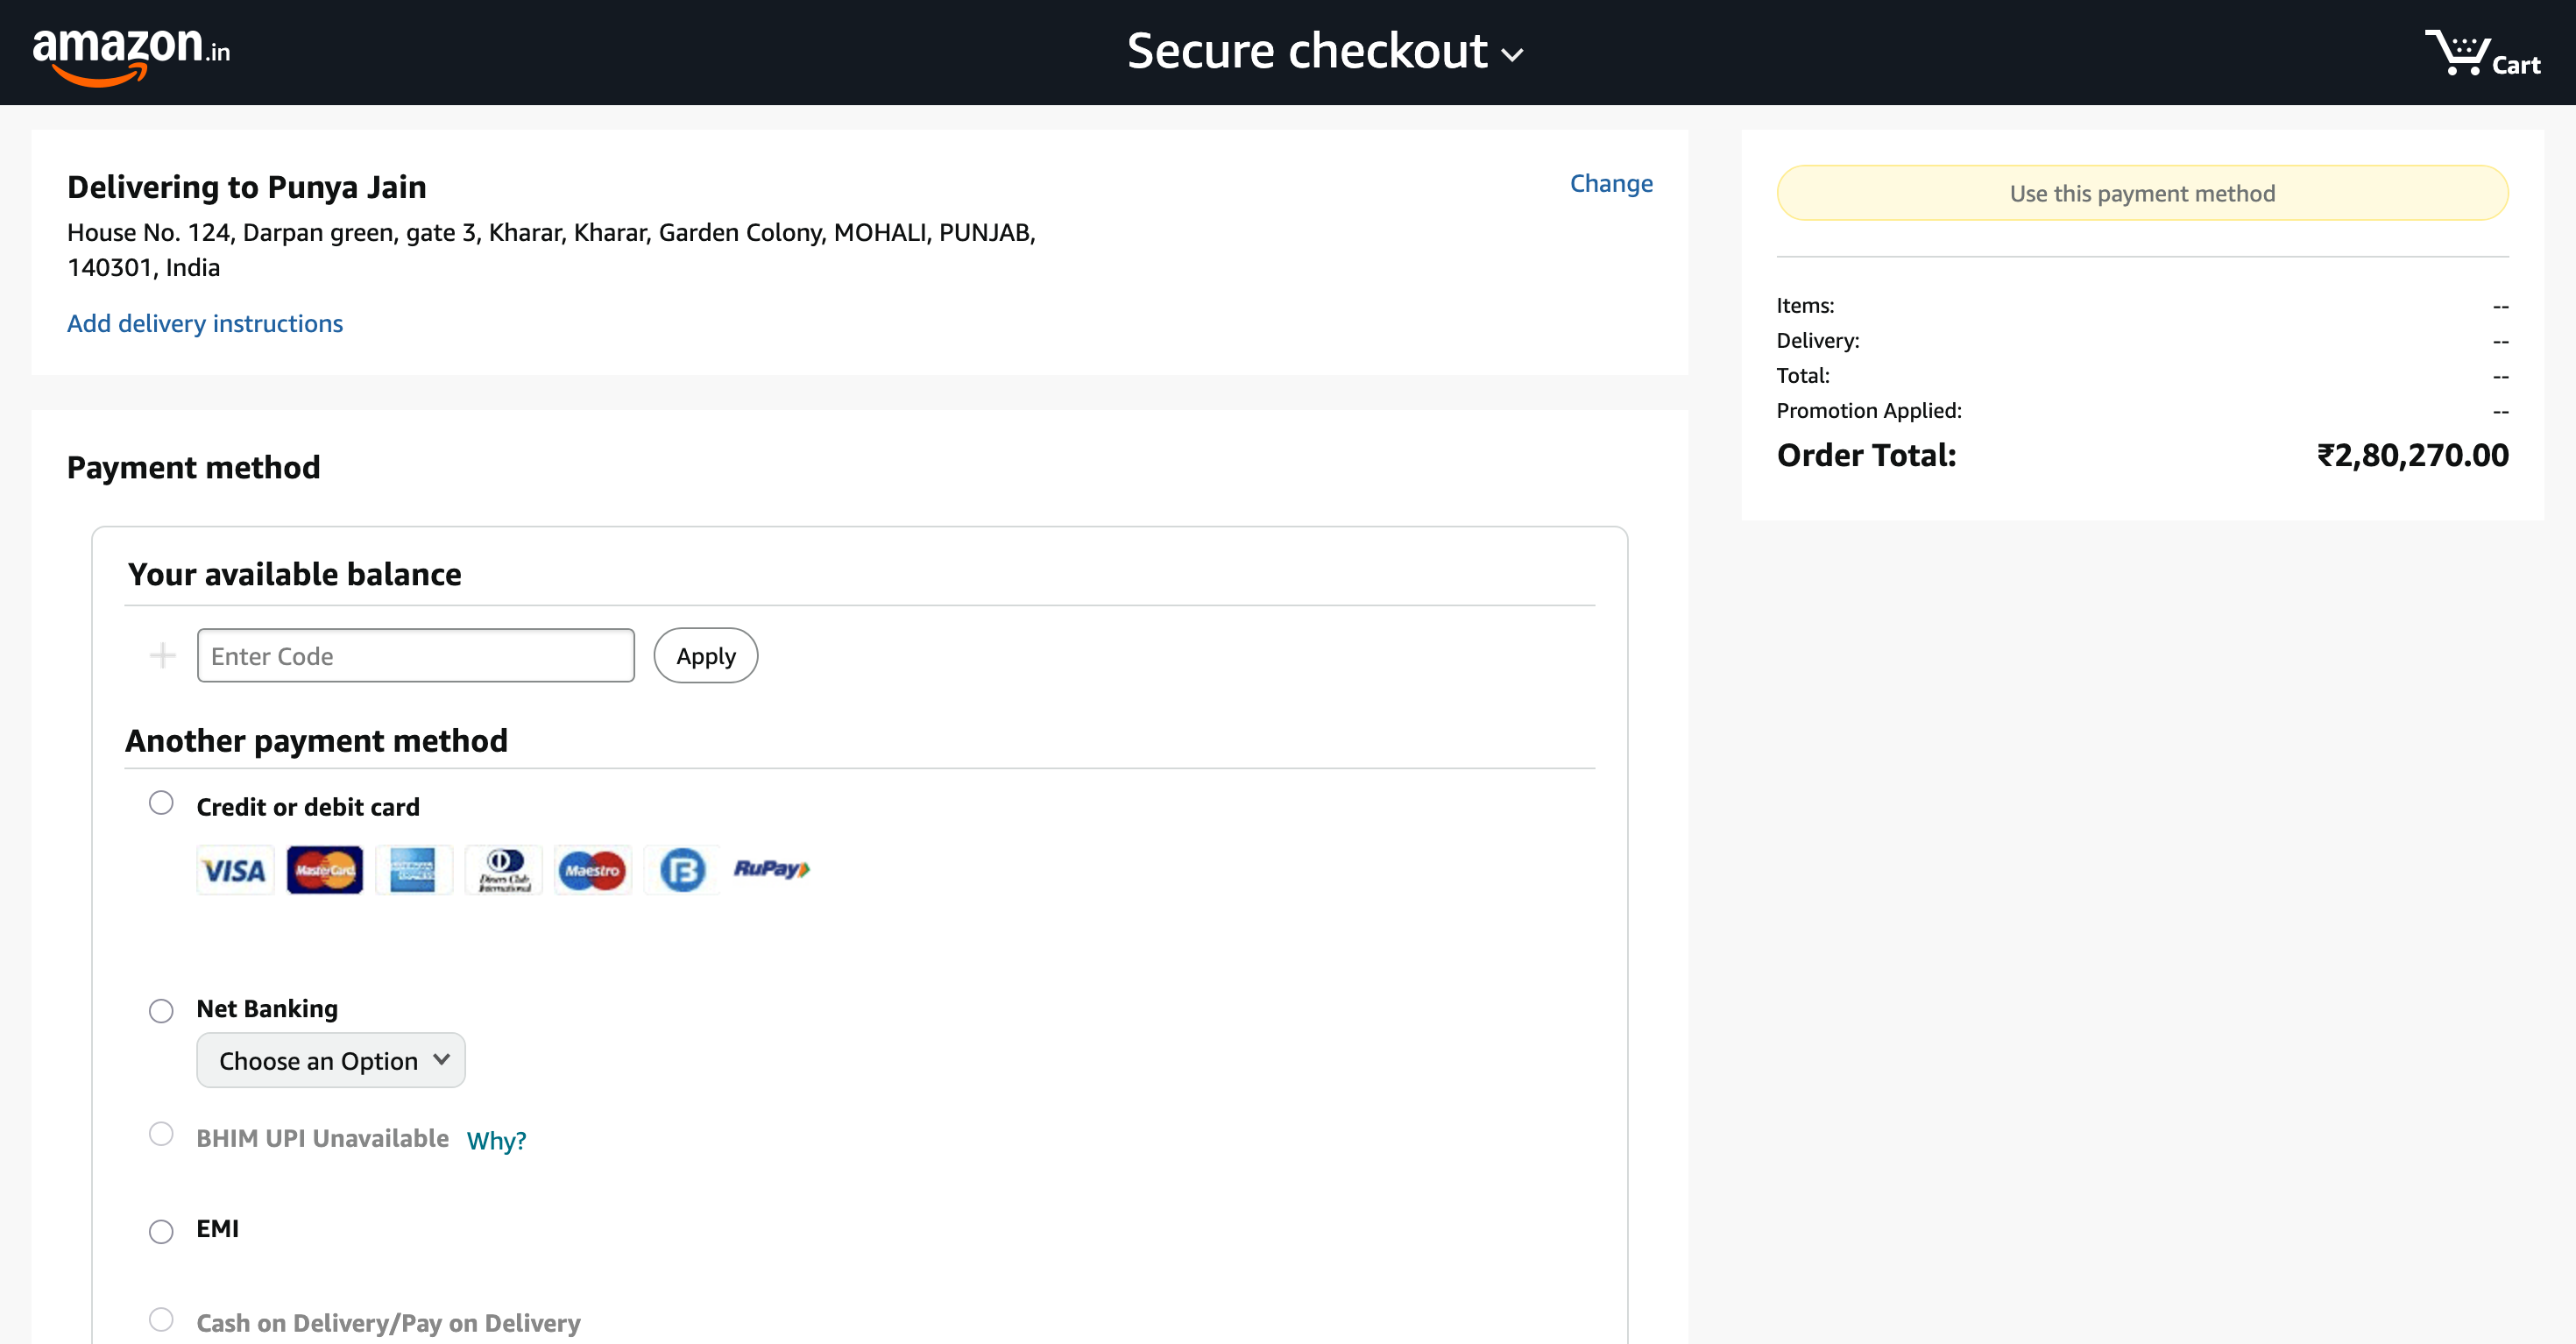 amazon.in
Secure checkout
Cart
Delivering to Punya Jain
Change
House No. 124, Darpan green, gate 3, Kharar, Kharar, Garden Colony, MOHALI, PUNJAB,
140301, India
Add delivery instructions
Payment method
Your available balance
Enter Code
Apply
Another payment method
Credit or debit card
VISA MasterCard AMERICAN EXPRESS Diners Club International Maestro B RuPay
Net Banking
Choose an Option
BHIM UPI Unavailable Why?
EMI
Cash on Delivery/Pay on Delivery
Use this payment method
Items: --
Delivery: --
Total: --
Promotion Applied: --
Order Total: ₹2,80,270.00